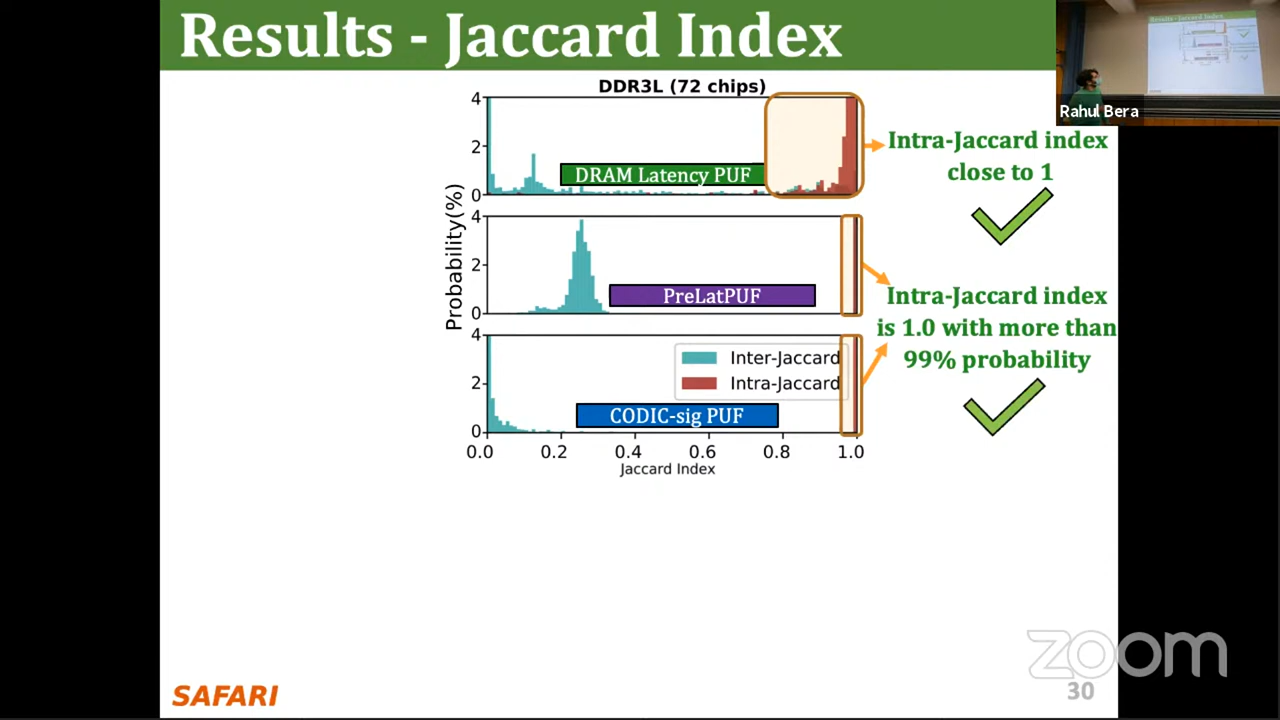 Results - Jaccard Index
Rahul Bera
DDR3L (72 chips)
4
2
0
DRAM Latency PUF
Intra-Jaccard index
close to 1
Probability(%)
4
2
0
PreLatPUF
Intra-Jaccard index
is 1.0 with more than
99% probability
4
2
0
Inter-Jaccard
Intra-Jaccard
CODIC-sig PUF
0.0 0.2 0.4 0.6 0.8 1.0
Jaccard Index
zoom
SAFARI
30